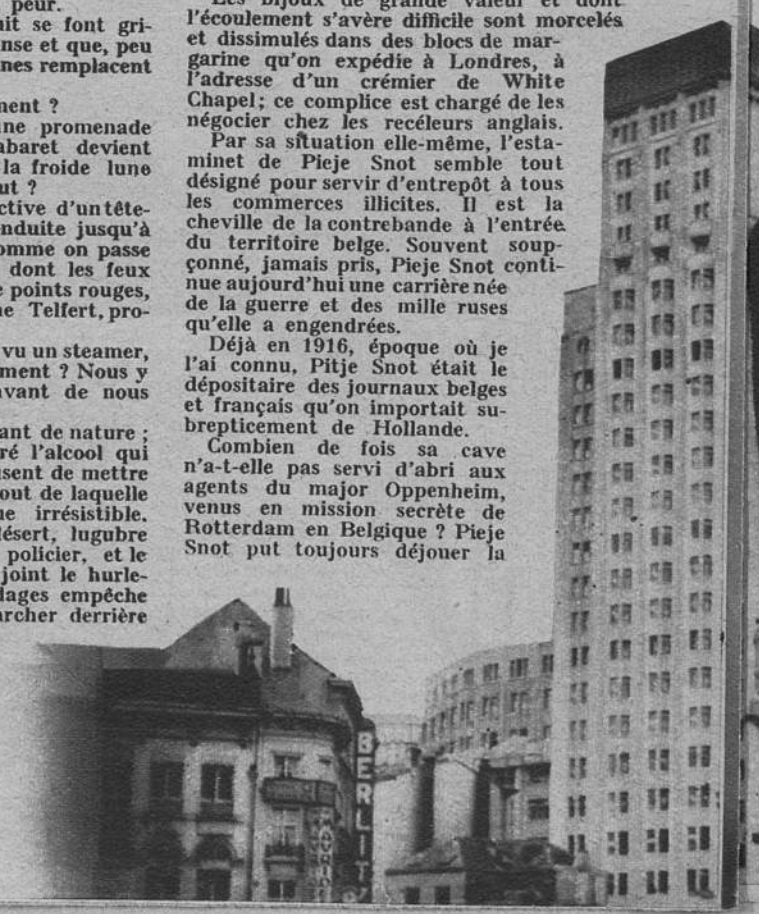 peur.
it se font gri-
nse et que, peu
nes remplacent
ment ?
ne promenade
abaret devient
la froide lune
ut ?
ctive d'un tête-
nduite jusqu'à
omme on passe
dont les feux
e points rouges,
ne Telfert, pro-
vu un steamer,
ment ? Nous y
vant de nous
ant de nature ;
ré l'alcool qui
sent de mettre
out de laquelle
ne irrésistible.
désert, lugubre
policier, et le
joint le hurle-
dages empêche
archer derrière
Les bijoux de grande valeur et dont
l'écoulement s'avère difficile sont morcelés
et dissimulés dans des blocs de mar-
garine qu'on expédie à Londres, à
l'adresse d'un crémier de White
Chapel; ce complice est chargé de les
négocier chez les recéleurs anglais.
Par sa situation elle-même, l'esta-
minet de Pieje Snot semble tout
désigné pour servir d'entrepôt à tous
les commerces illicites. Il est la
cheville de la contrebande à l'entrée
du territoire belge. Souvent soup-
çonné, jamais pris, Pieje Snot conti-
nue aujourd'hui une carrière née
de la guerre et des mille ruses
qu'elle a engendrées.
Déjà en 1916, époque où je
l'ai connu, Pitje Snot était le
dépositaire des journaux belges
et français qu'on importait su-
brepticement de Hollande.
Combien de fois sa cave
n'a-t-elle pas servi d'abri aux
agents du major Oppenheim,
venus en mission secrète de
Rotterdam en Belgique ? Pieje
Snot put toujours déjouer la
BERLITZ